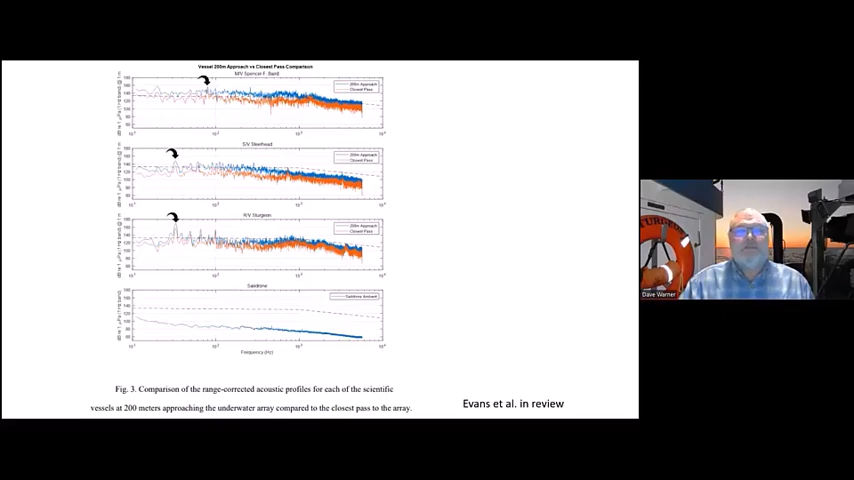 Vessel 200m Approach vs Closest Pass Comparison
M/V Spencer F. Baird
200m Approach
Closest Pass
S/V Steelhead
200m Approach
Closest Pass
R/V Sturgeon
200m Approach
Closest Pass
Saildrone
Saildrone Ambient
Frequency (Hz)
Fig. 3. Comparison of the range-corrected acoustic profiles for each of the scientific
vessels at 200 meters approaching the underwater array compared to the closest pass to the array.
Evans et al. in review
Dave Warner